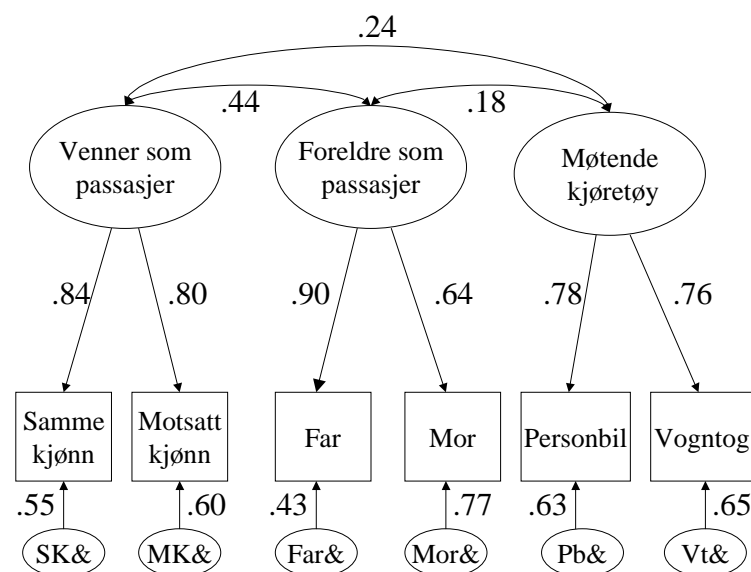 .24
.44
.18
Venner som
passasjer
Foreldre som
passasjer
Møtende
kjøretøy
.84
.80
.90
.64
.78
.76
Samme
kjønn
Motsatt
kjønn
Far
Mor
Personbil
Vogntog
.55
.60
.43
.77
.63
.65
SK&
MK&
Far&
Mor&
Pb&
Vt&